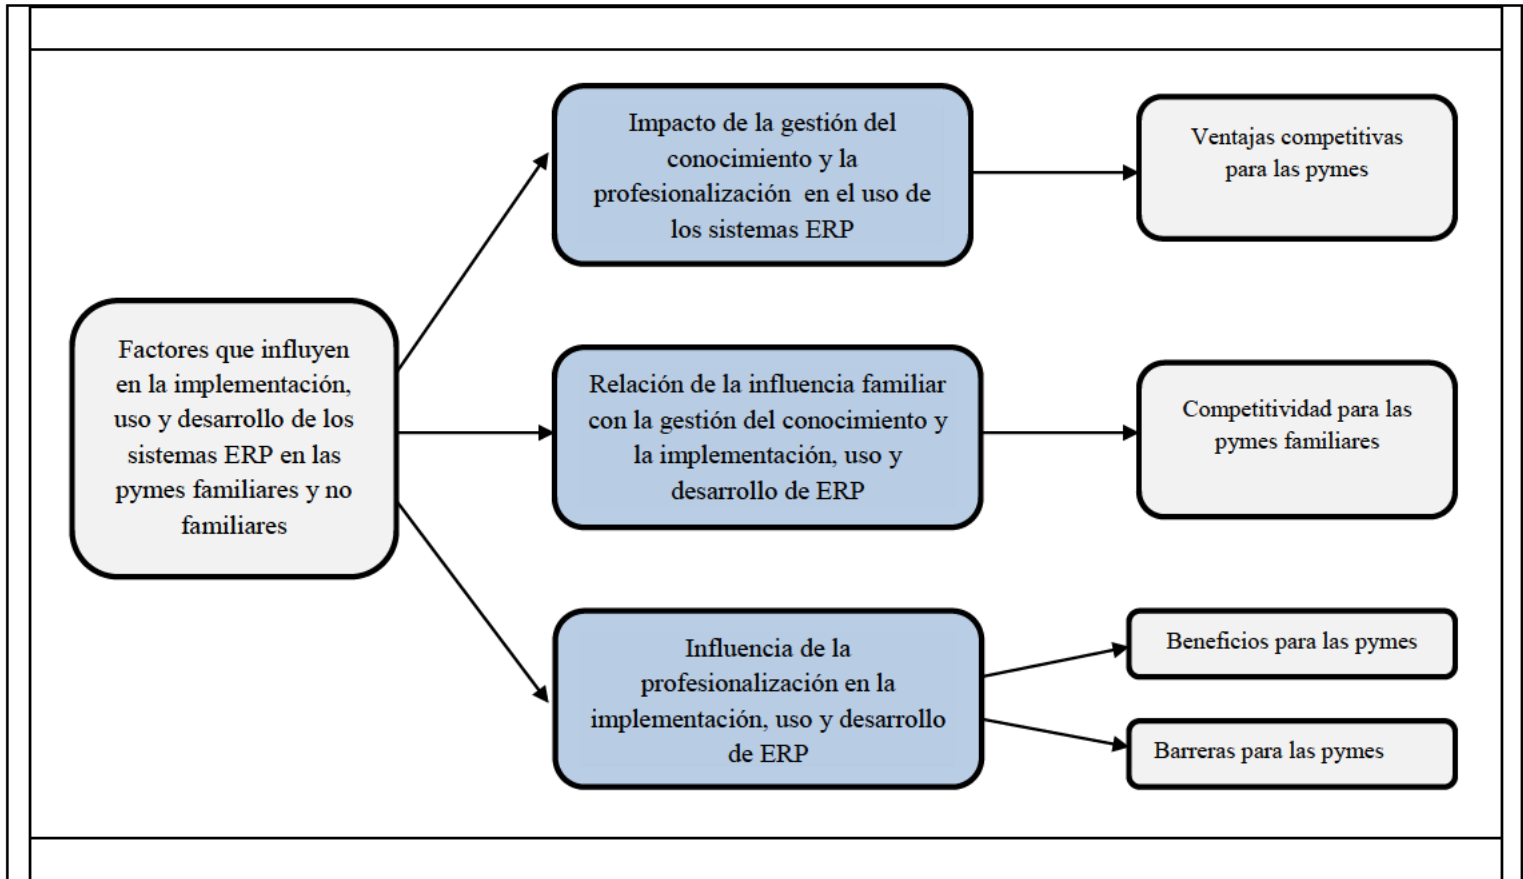 Factores que influyen
en la implementación,
uso y desarrollo de los
sistemas ERP en las
pymes familiares y no
familiares
Impacto de la gestión del
conocimiento y la
profesionalización en el uso de
los sistemas ERP
Ventajas competitivas
para las pymes
Relación de la influencia familiar
con la gestión del conocimiento y
la implementación, uso y
desarrollo de ERP
Competitividad para las
pymes familiares
Influencia de la
profesionalización en la
implementación, uso y desarrollo
de ERP
Beneficios para las pymes
Barreras para las pymes